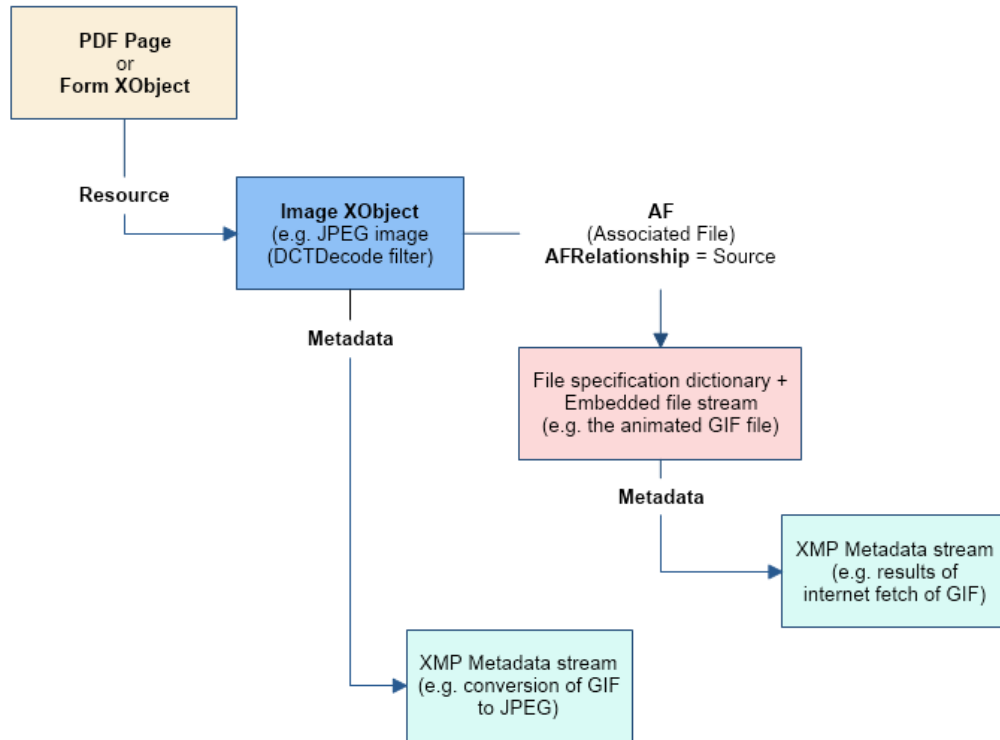 PDF Page
or
Form XObject
Resource
Image XObject
(e.g. JPEG image
(DCTDecode filter)
AF
(Associated File)
AFRelationship = Source
Metadata
File specification dictionary +
Embedded file stream
(e.g. the animated GIF file)
Metadata
XMP Metadata stream
(e.g. results of
internet fetch of GIF)
XMP Metadata stream
(e.g. conversion of GIF
to JPEG)